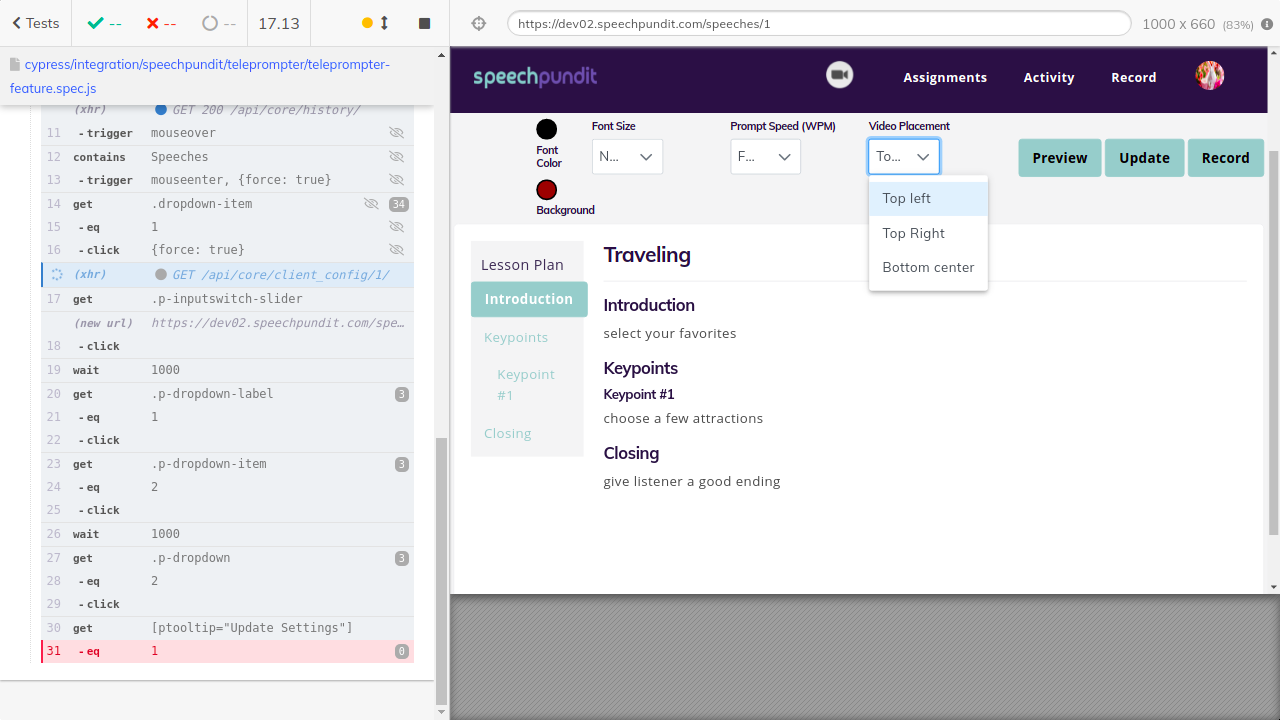 Tests
--
--
--
17.13
https://dev02.speechpundit.com/speeches/1
1000 x 660 (83%)
cypress/integration/speechpundit/teleprompter/teleprompter-
feature.spec.js
(xhr) GET 200 /api/core/history/
11 - trigger mouseover
12 contains Speeches
13 - trigger mouseenter, {force: true}
14 get .dropdown-item 34
15 - eq 1
16 - click {force: true}
(xhr) GET /api/core/client_config/1/
17 get .p-inputswitch-slider
(new url) https://dev02.speechpundit.com/spe…
18 - click
19 wait 1000
20 get .p-dropdown-label 3
21 - eq 1
22 - click
23 get .p-dropdown-item 3
24 - eq 2
25 - click
26 wait 1000
27 get .p-dropdown 3
28 - eq 2
29 - click
30 get [ptooltip="Update Settings"]
31 - eq 1 0
speechpundit
Assignments Activity Record
Font
Color
Background
Font Size
N...
Prompt Speed (WPM)
F...
Video Placement
To...
Top left
Top Right
Bottom center
Preview Update Record
Lesson Plan
Introduction
Keypoints
Keypoint
#1
Closing
Traveling
Introduction
select your favorites
Keypoints
Keypoint #1
choose a few attractions
Closing
give listener a good ending